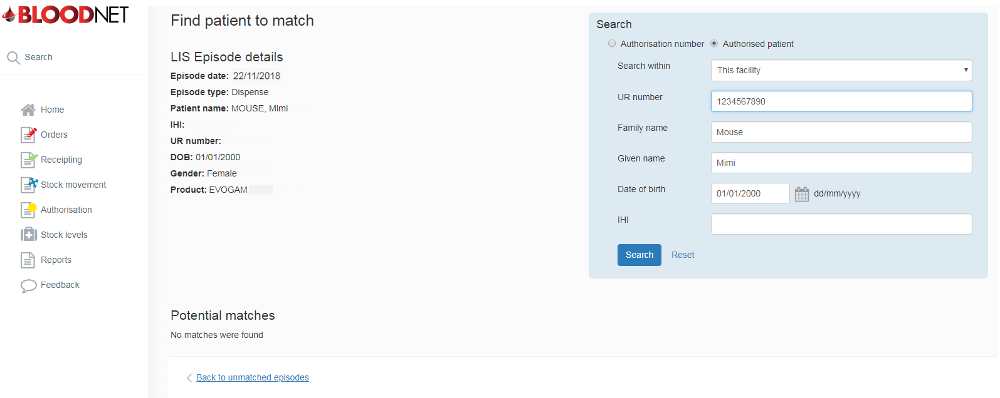 BLOODNET
Search
Home
Orders
Receipting
Stock movement
Authorisation
Stock levels
Reports
Feedback
Find patient to match
LIS Episode details
Episode date: 22/11/2018
Episode type: Dispense
Patient name: MOUSE, Mimi
IHI:
UR number:
DOB: 01/01/2000
Gender: Female
Product: EVOGAM
Search
Authorisation number Authorised patient
Search within This facility
UR number 1234567890
Family name Mouse
Given name Mimi
Date of birth 01/01/2000 dd/mm/yyyy
IHI
Search Reset
Potential matches
No matches were found
Back to unmatched episodes